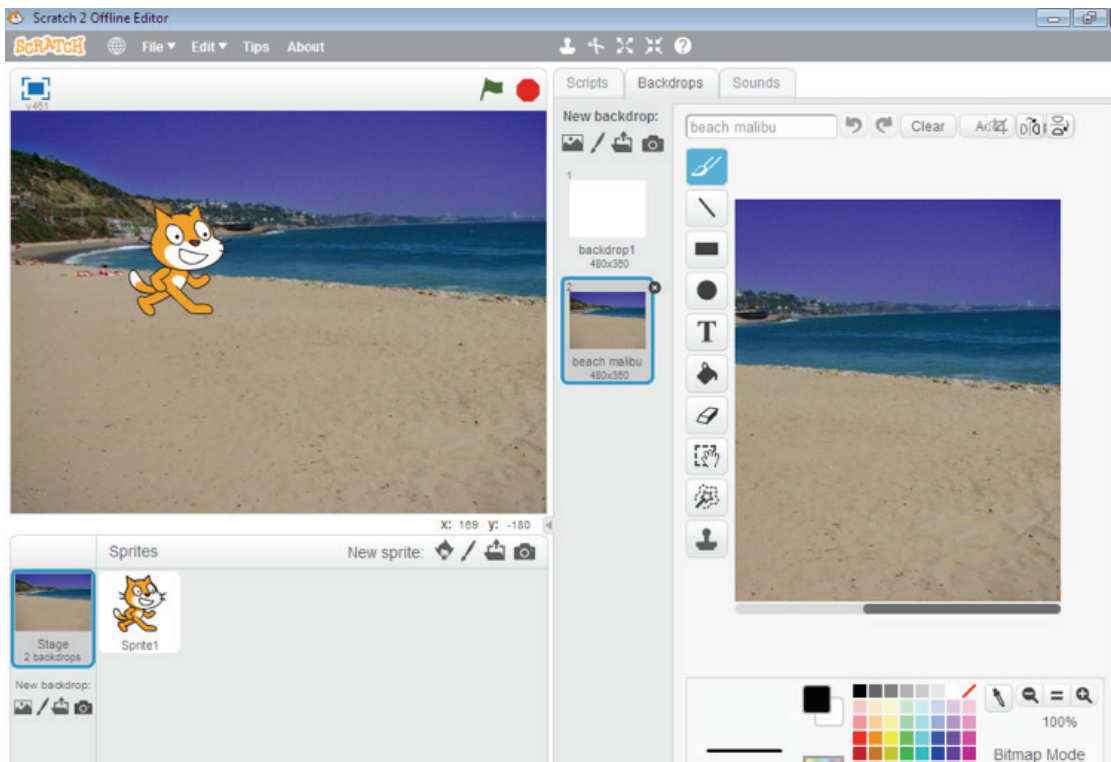 Scratch 2 Offline Editor
SCRATCH File Edit Tips About
v461
Scripts Backdrops Sounds
New backdrop:
beach malibu Clear
1
backdrop1
480x360
2
beach malibu
480x360
T
X: 169 y: -180
Sprites New sprite:
Stage
2 backdrops
Sprite1
New backdrop:
100%
Bitmap Mode